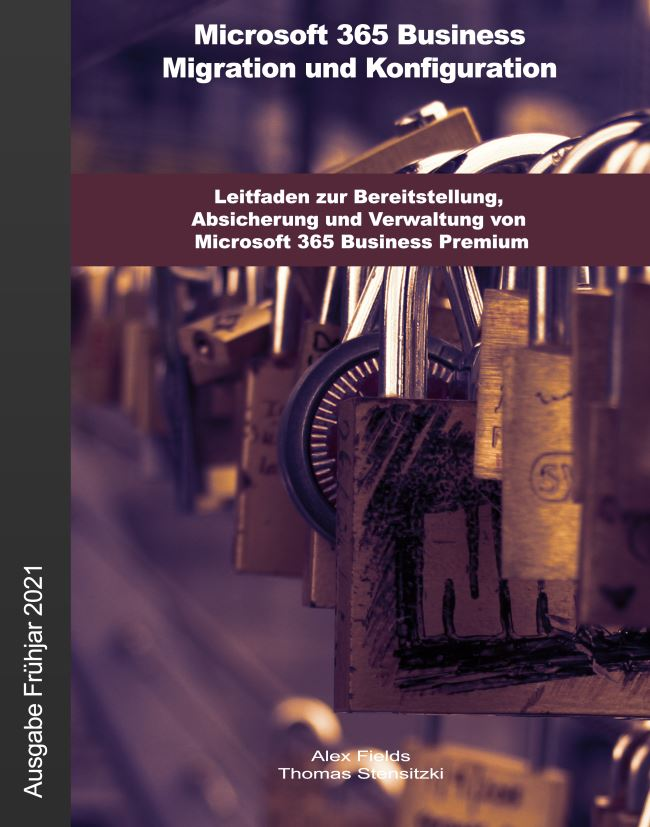 Microsoft 365 Business
Migration und Konfiguration
Leitfaden zur Bereitstellung,
Absicherung und Verwaltung von
Microsoft 365 Business Premium
Ausgabe Frühjar 2021
Alex Fields
Thomas Stensitzki